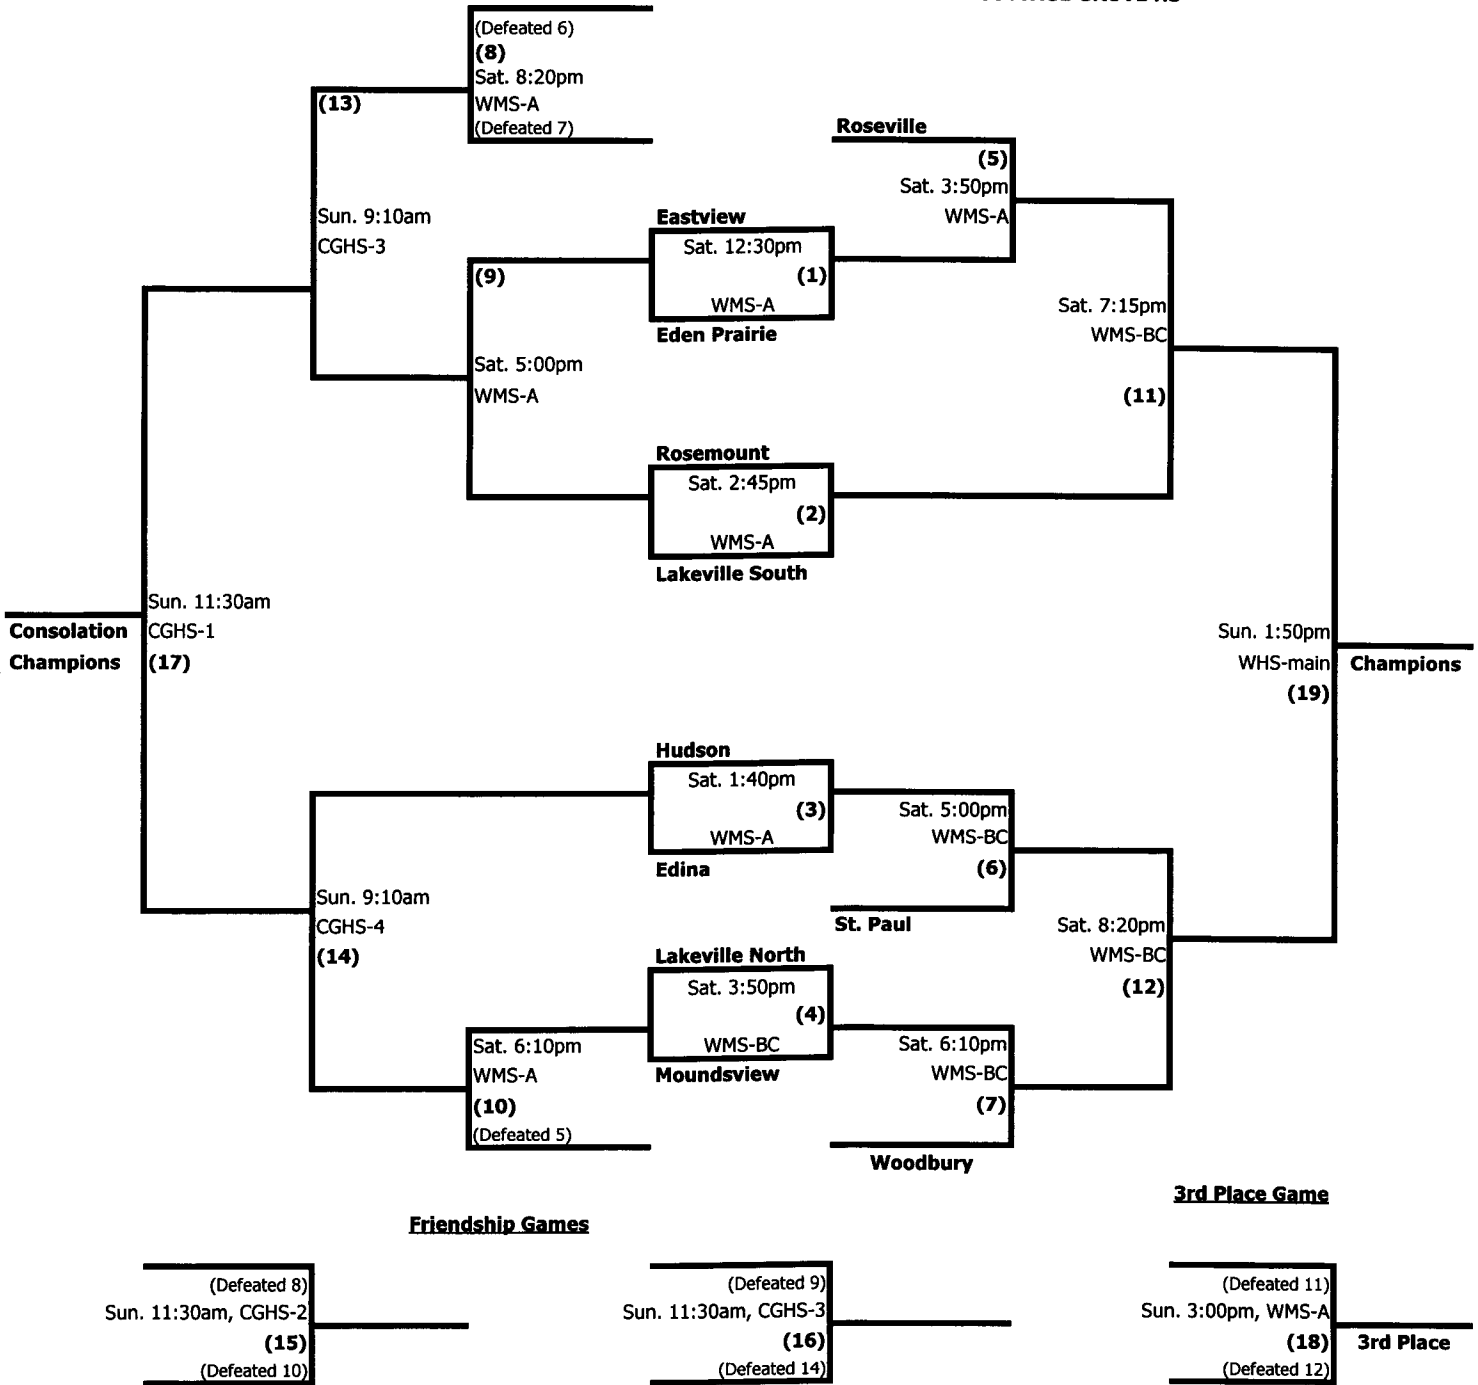 (Defeated 6)
(8)
Sat. 8:20pm
WMS-A
(Defeated 7)
(13)
Sun. 9:10am
CGHS-3
Roseville
(5)
Sat. 3:50pm
WMS-A
Eastview
Sat. 12:30pm
(1)
WMS-A
Eden Prairie
(9)
Sat. 5:00pm
WMS-A
Sat. 7:15pm
WMS-BC
(11)
Rosemount
Sat. 2:45pm
(2)
WMS-A
Lakeville South
Sun. 11:30am
CGHS-1
(17)
Consolation
Champions
Sun. 1:50pm
WHS-main
(19)
Champions
Hudson
Sat. 1:40pm
(3)
WMS-A
Edina
Sat. 5:00pm
WMS-BC
(6)
St. Paul
Sun. 9:10am
CGHS-4
(14)
Lakeville North
Sat. 3:50pm
(4)
WMS-BC
Moundsview
Sat. 8:20pm
WMS-BC
(12)
Sat. 6:10pm
WMS-A
(10)
(Defeated 5)
Sat. 6:10pm
WMS-BC
(7)
Woodbury
3rd Place Game
Friendship Games
(Defeated 8)
Sun. 11:30am, CGHS-2
(15)
(Defeated 10)
(Defeated 9)
Sun. 11:30am, CGHS-3
(16)
(Defeated 14)
(Defeated 11)
Sun. 3:00pm, WMS-A
(18)
(Defeated 12)
3rd Place